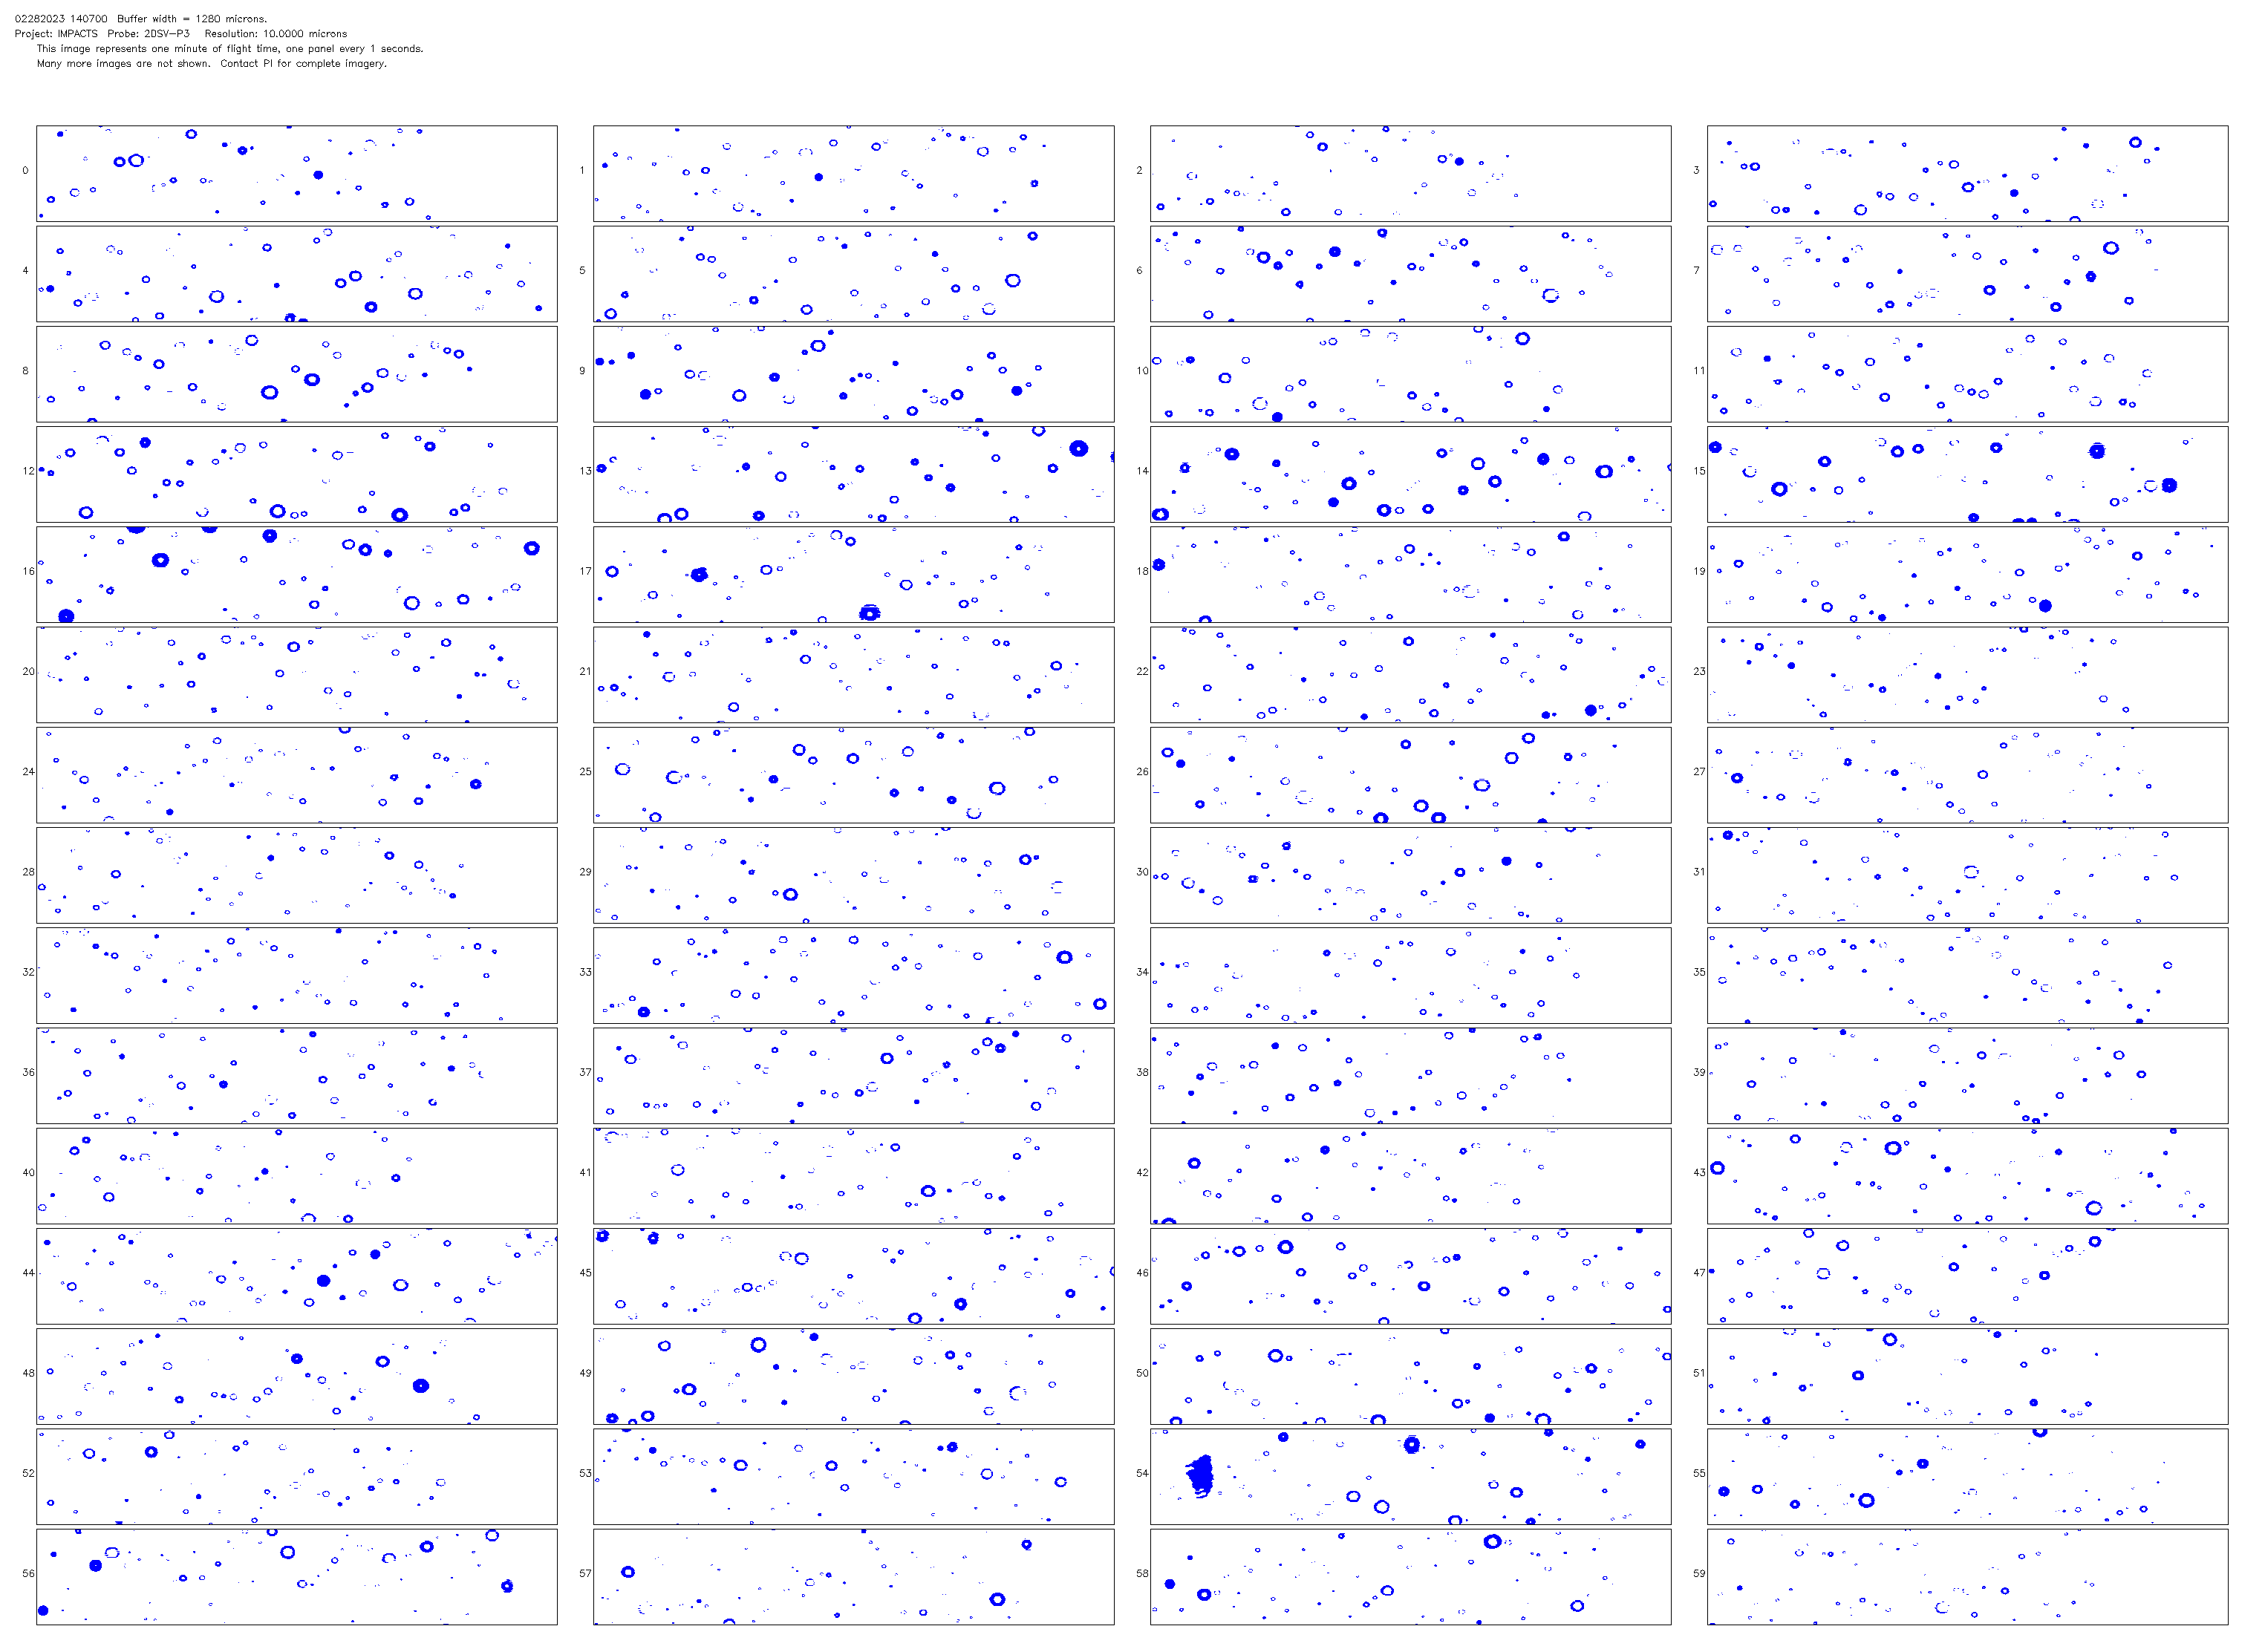 02282023 140700  Buffer width = 1280 microns.
Project: IMPACTS  Probe: 2DSV-P3    Resolution: 10.0000 microns
This image represents one minute of flight time, one panel every 1 seconds.
Many more images are not shown.  Contact PI for complete imagery.
0 1 2 3
4 5 6 7
8 9 10 11
12 13 14 15
16 17 18 19
20 21 22 23
24 25 26 27
28 29 30 31
32 33 34 35
36 37 38 39
40 41 42 43
44 45 46 47
48 49 50 51
52 53 54 55
56 57 58 59